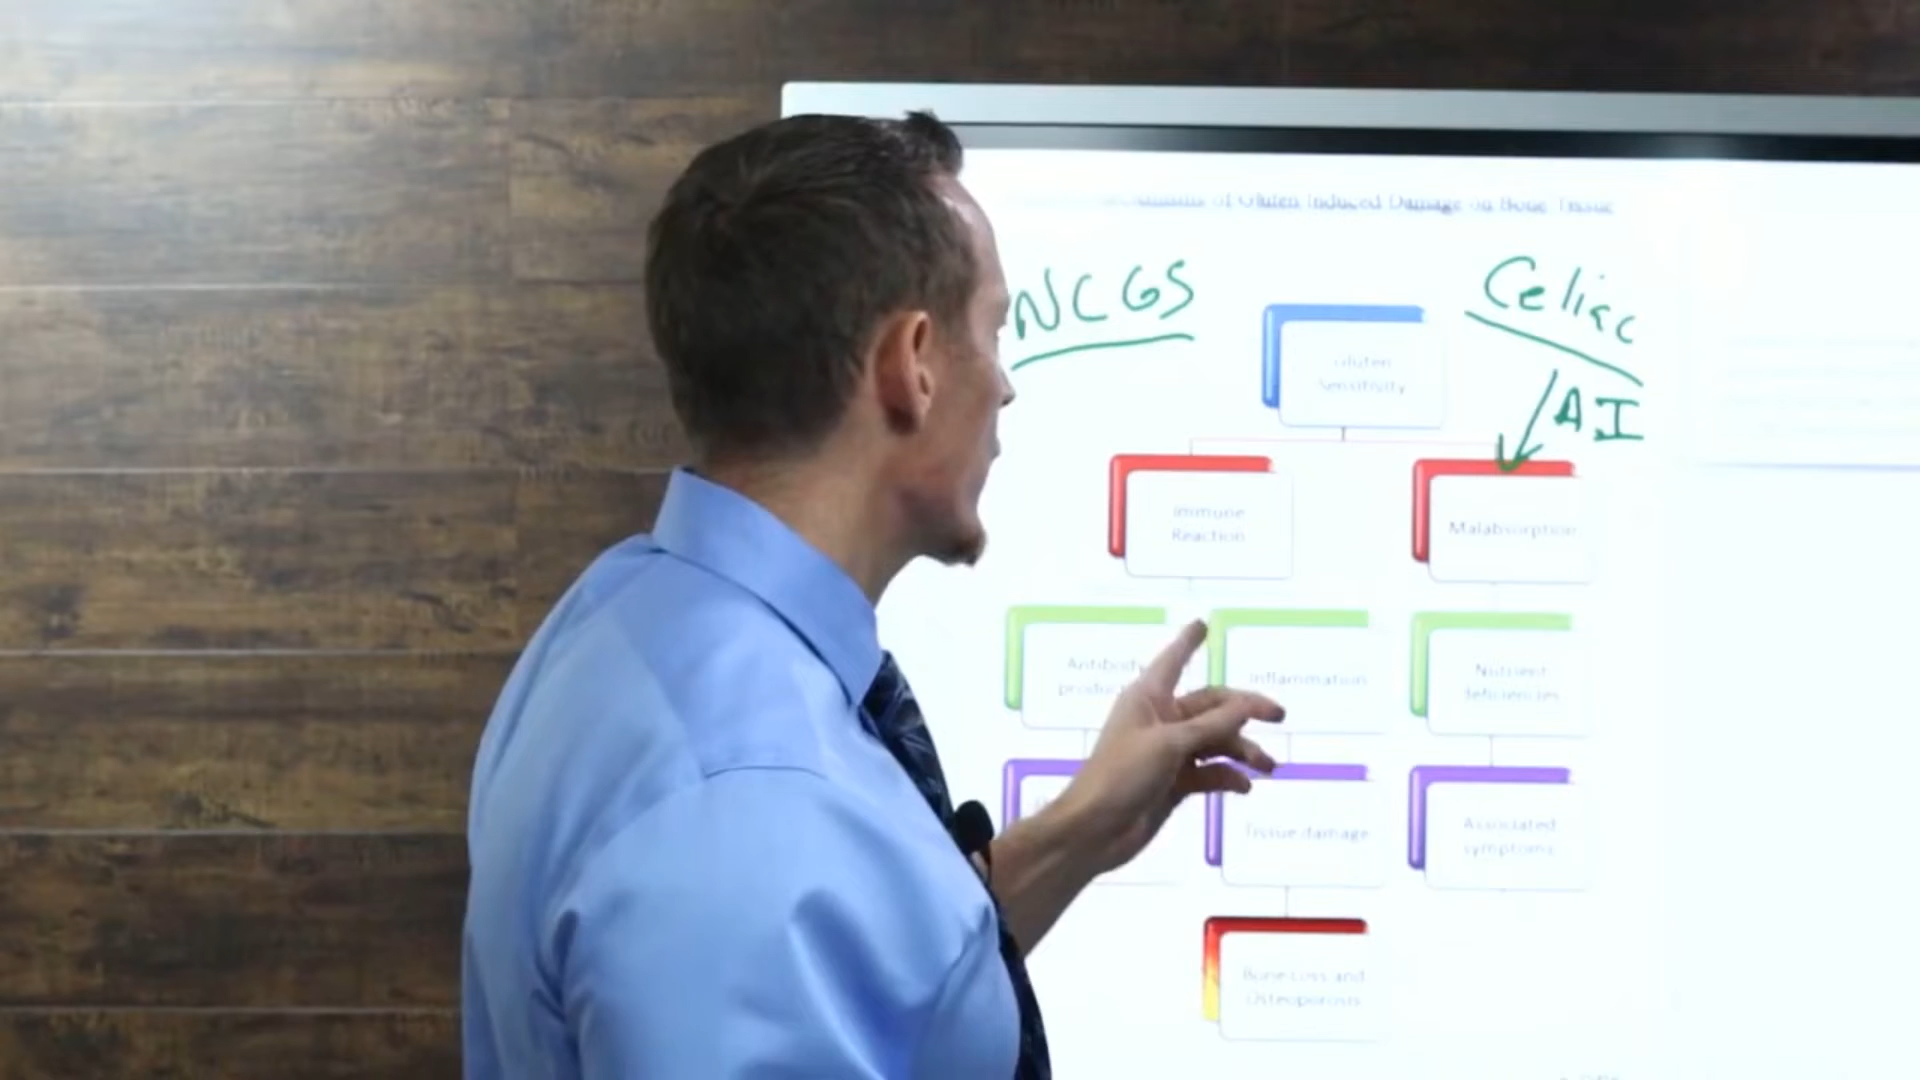 of Gluten Induced Damage on Bone Tissue
NCGS
Celiac
AI
Gluten
Sensitivity
Immune
Reaction
Malabsorption
Antibody
Inflammation
Nutrient
deficiencies
Tissue damage
Associated
symptoms
Bone Loss and
Osteoporosis